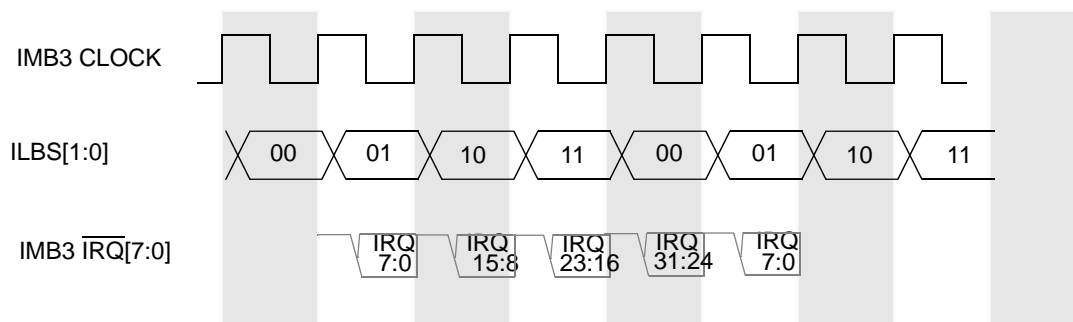 IMB3 CLOCK
ILBS[1:0] 00 01 10 11 00 01 10 11
IMB3 IRQ[7:0] IRQ IRQ IRQ IRQ IRQ
7:0 15:8 23:16 31:24 7:0